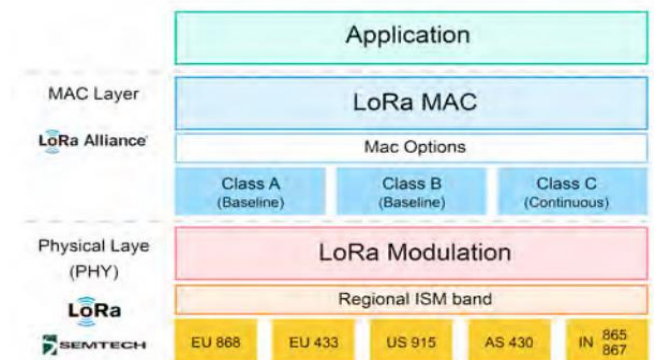 Application
MAC Layer
LoRa Alliance
LoRa MAC
Mac Options
Class A
(Baseline)
Class B
(Baseline)
Class C
(Continuous)
Physical Laye
(PHY)
LoRa
SEMTECH
LoRa Modulation
Regional ISM band
EU 868
EU 433
US 915
AS 430
IN 865
867